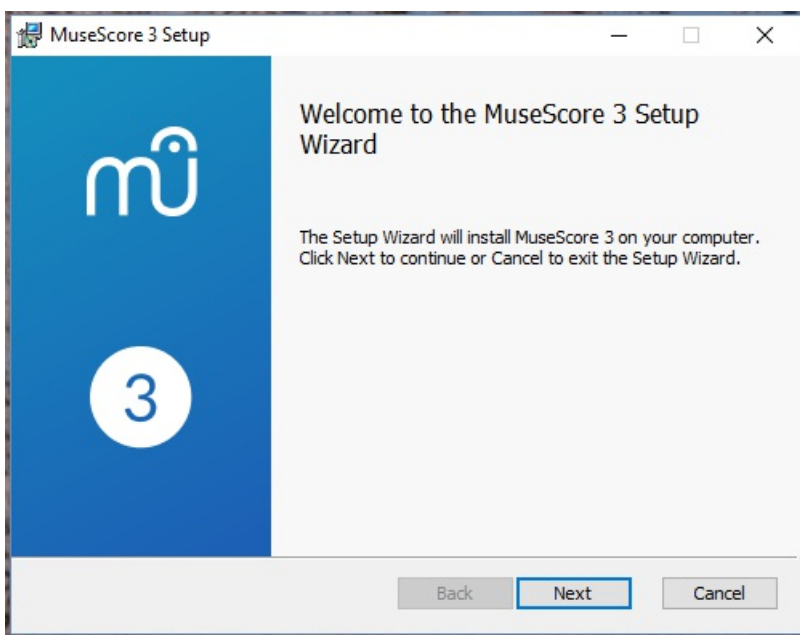 MuseScore 3 Setup
Welcome to the MuseScore 3 Setup
Wizard
The Setup Wizard will install MuseScore 3 on your computer.
Click Next to continue or Cancel to exit the Setup Wizard.
mu
3
Back Next Cancel